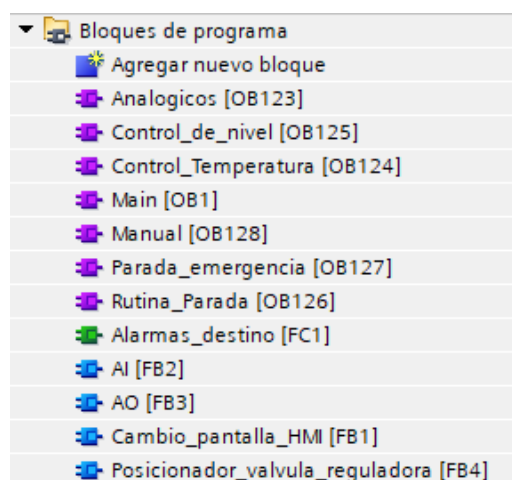 Bloques de programa
Agregar nuevo bloque
Analogicos [OB123]
Control_de_nivel [OB125]
Control_Temperatura [OB124]
Main [OB1]
Manual [OB128]
Parada_emergencia [OB127]
Rutina_Parada [OB126]
Alarmas_destino [FC1]
AI [FB2]
AO [FB3]
Cambio_pantalla_HMI [FB1]
Posicionador_valvula_reguladora [FB4]